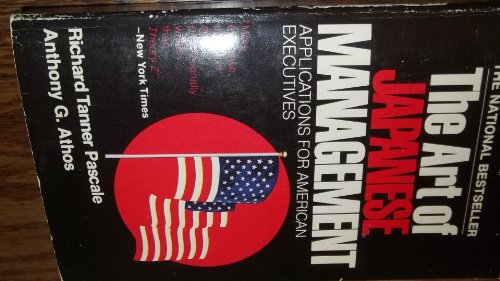 THE NATIONAL BESTSELLER
The Art of
JAPANESE
MANAGEMENT
APPLICATIONS FOR AMERICAN
EXECUTIVES
Theory Z"
—New York Times
Richard Tanner Pascale
Anthony G. Athos